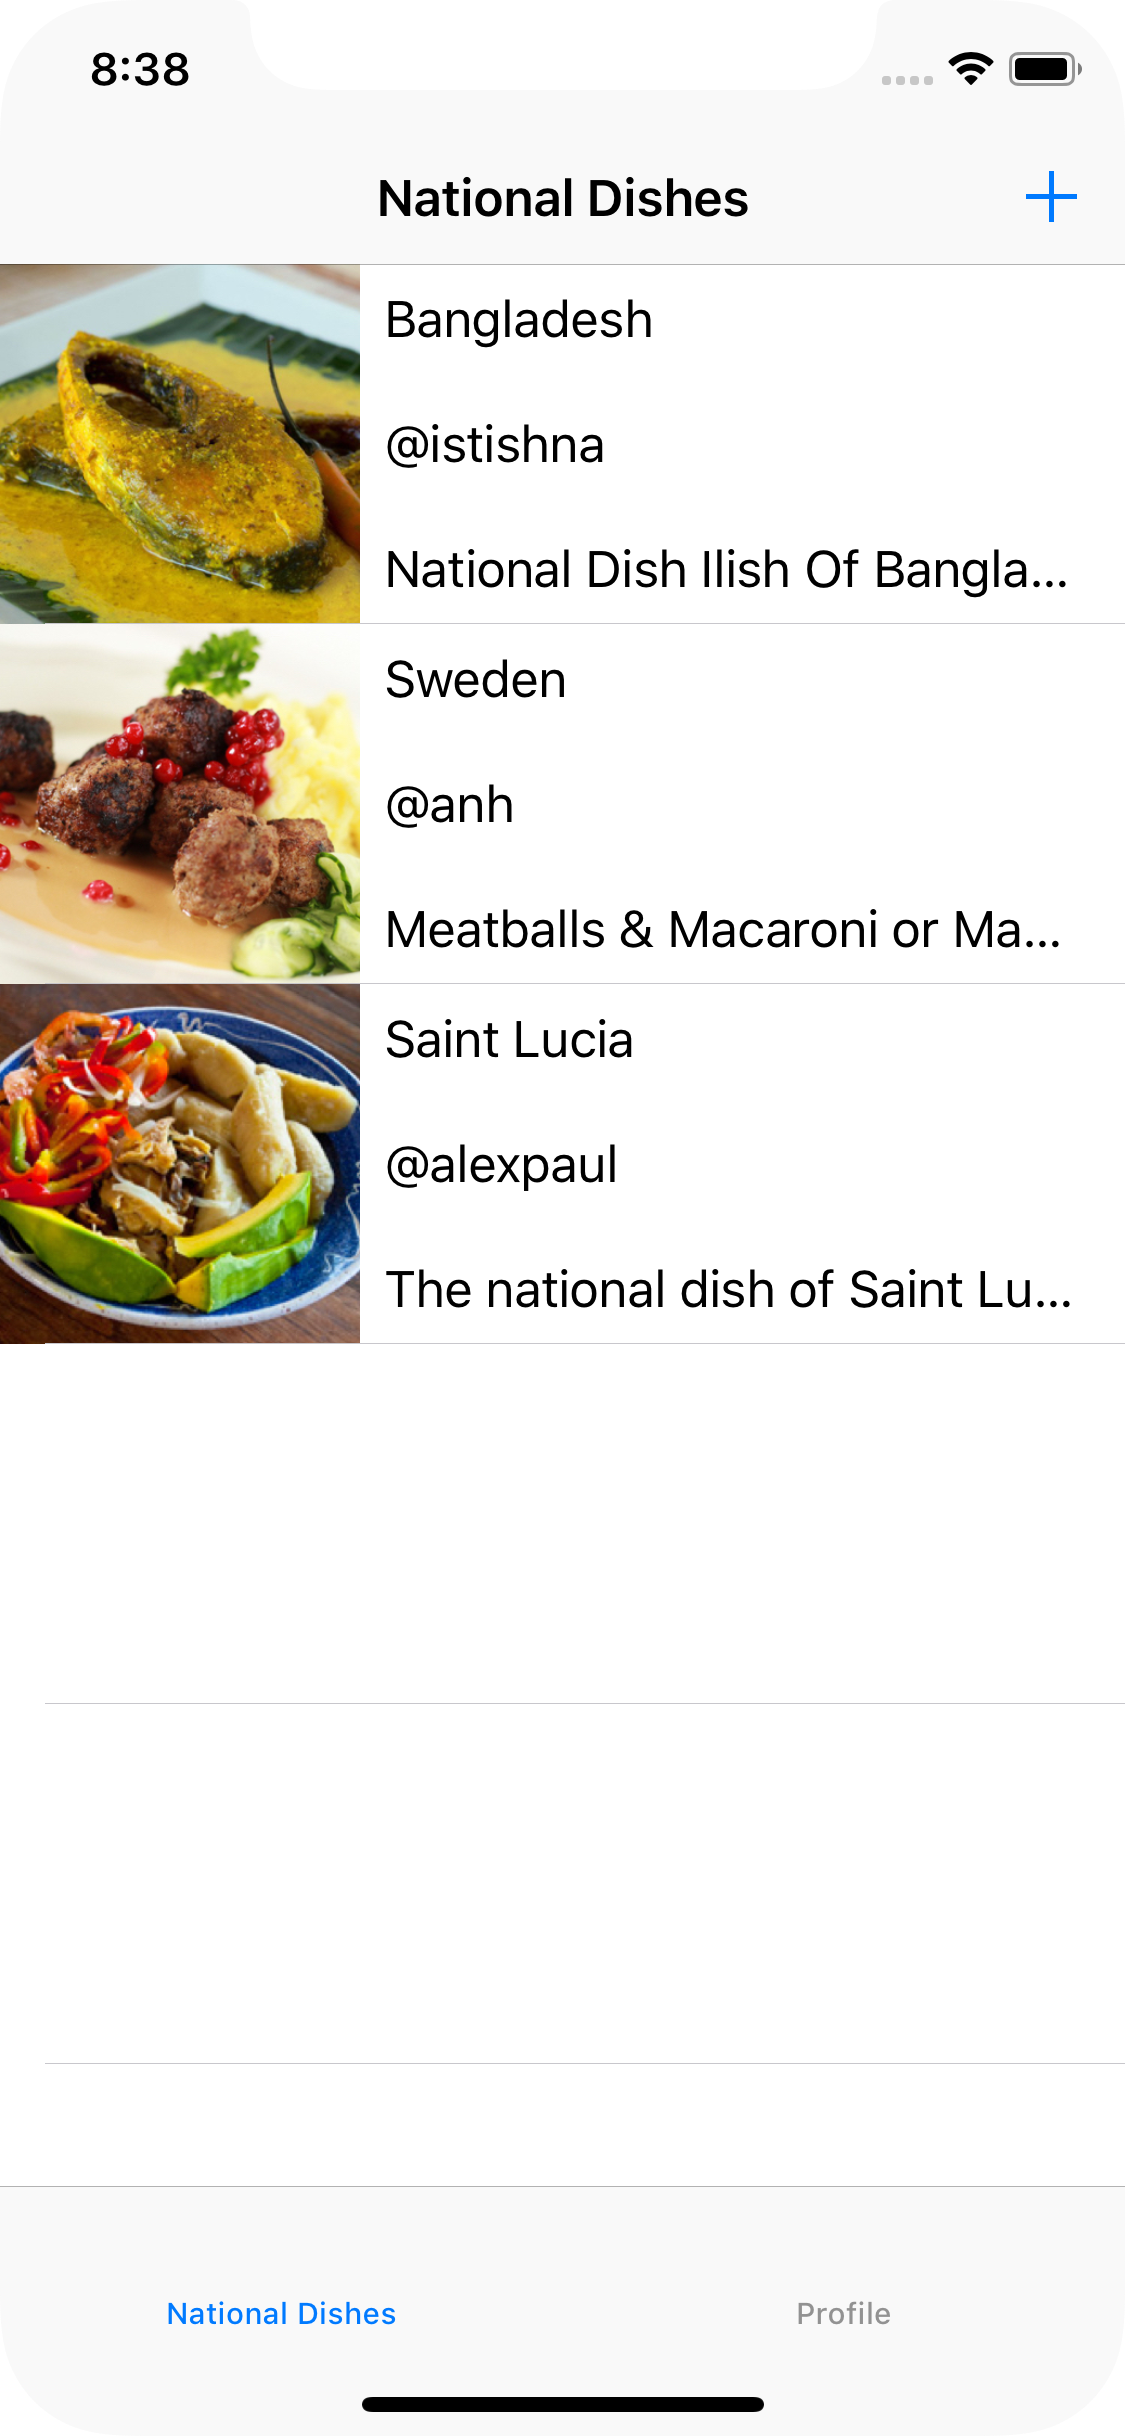 8:38
National Dishes
Bangladesh
@istishna
National Dish Ilish Of Bangla...
Sweden
@anh
Meatballs & Macaroni or Ma...
Saint Lucia
@alexpaul
The national dish of Saint Lu...
National Dishes
Profile